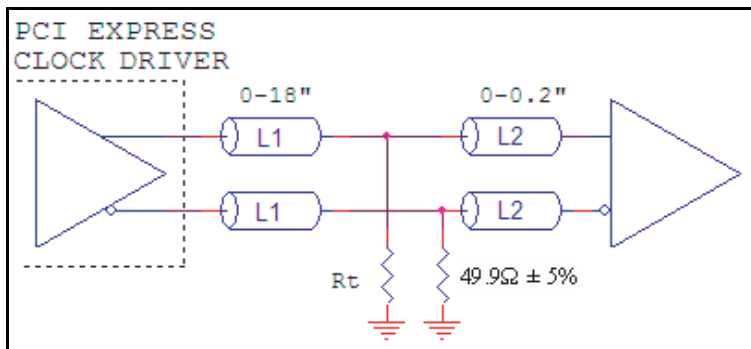 PCI EXPRESS
CLOCK DRIVER
0-18" 0-0.2"
L1 L2
L1 L2
Rt 49.9Ω ± 5%